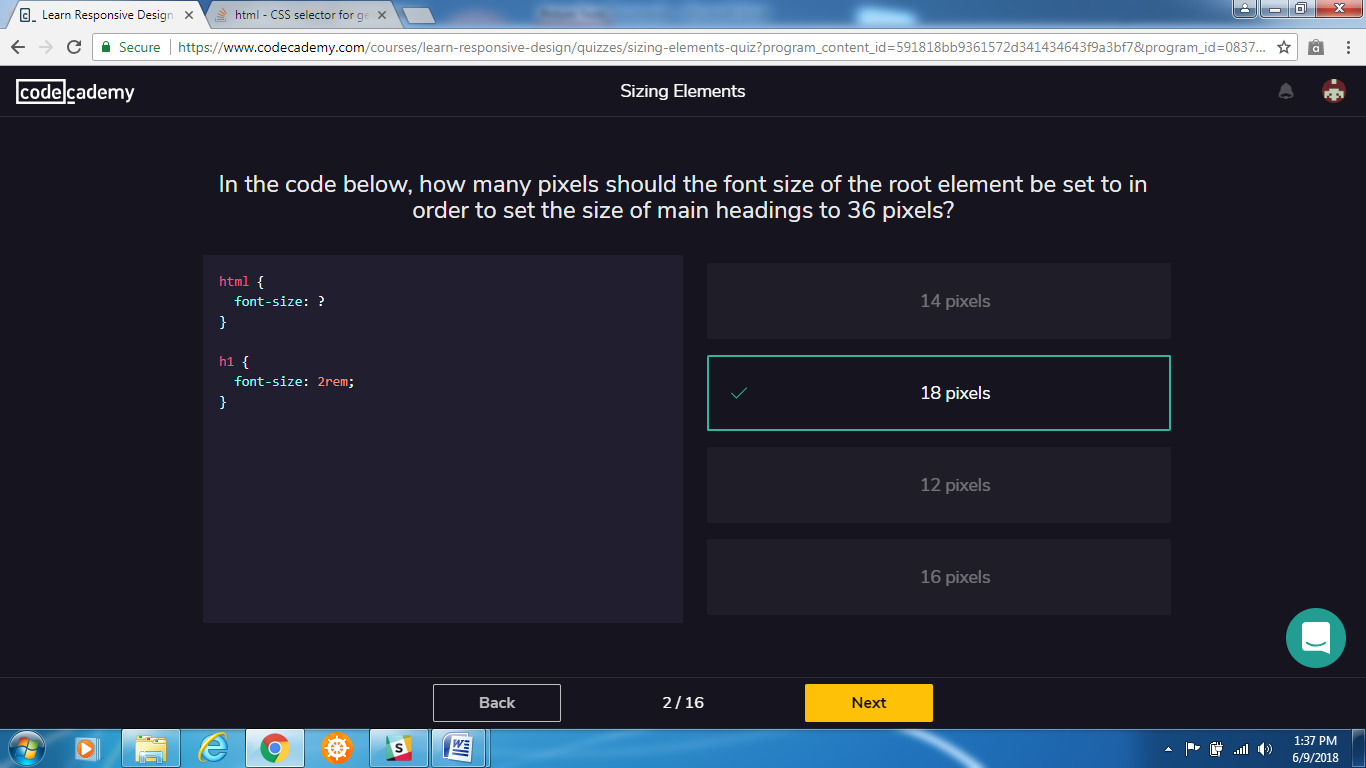 Learn Responsive Design
html - CSS selector for ge
Secure
https://www.codecademy.com/courses/learn-responsive-design/quizzes/sizing-elements-quiz?program_content_id=591818bb9361572d341434643f9a3bf7&program_id=0837...
codecademy
Sizing Elements
In the code below, how many pixels should the font size of the root element be set to in
order to set the size of main headings to 36 pixels?
html {
font-size: ?
}
h1 {
font-size: 2rem;
}
14 pixels
18 pixels
12 pixels
16 pixels
Back
2 / 16
Next
1:37 PM
6/9/2018